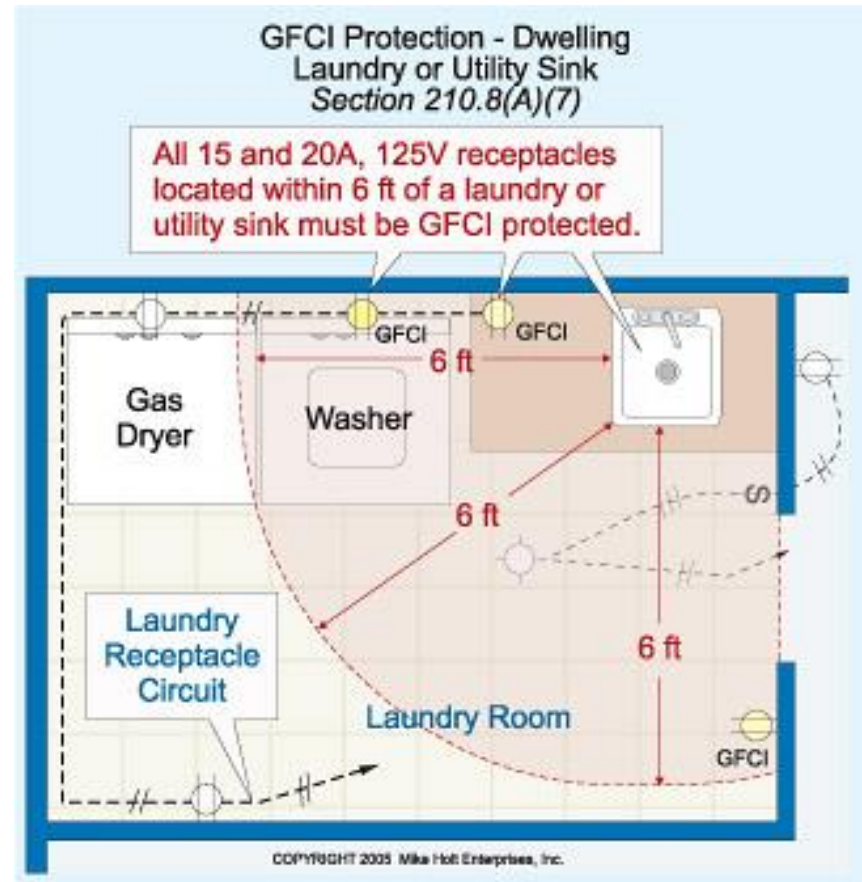 GFCI Protection - Dwelling
Laundry or Utility Sink
Section 210.8(A)(7)
All 15 and 20A, 125V receptacles
located within 6 ft of a laundry or
utility sink must be GFCI protected.
GFCI
GFCI
6 ft
Gas
Dryer
Washer
S
6 ft
Laundry
Receptacle
Circuit
6 ft
Laundry Room
GFCI
COPYRIGHT 2005 Mike Holt Enterprises, Inc.